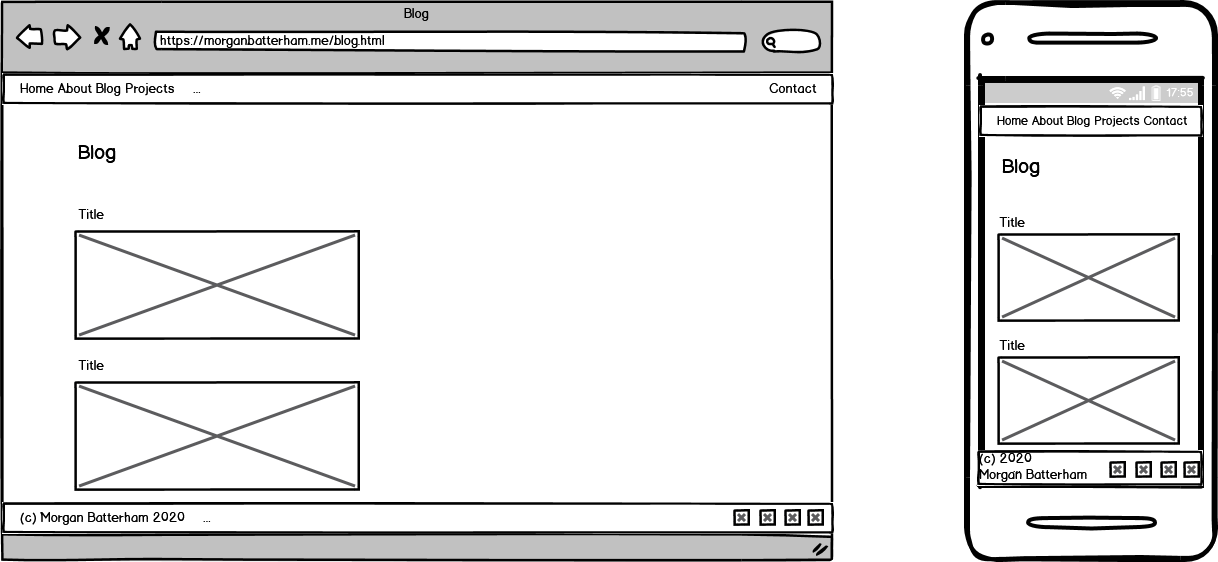 Blog
https://morganbatterham.me/blog.html
Home About Blog Projects ... Contact
Blog
Title
Title
(c) Morgan Batterham 2020 ...
17:55
Home About Blog Projects Contact
Blog
Title
Title
(c) 2020
Morgan Batterham